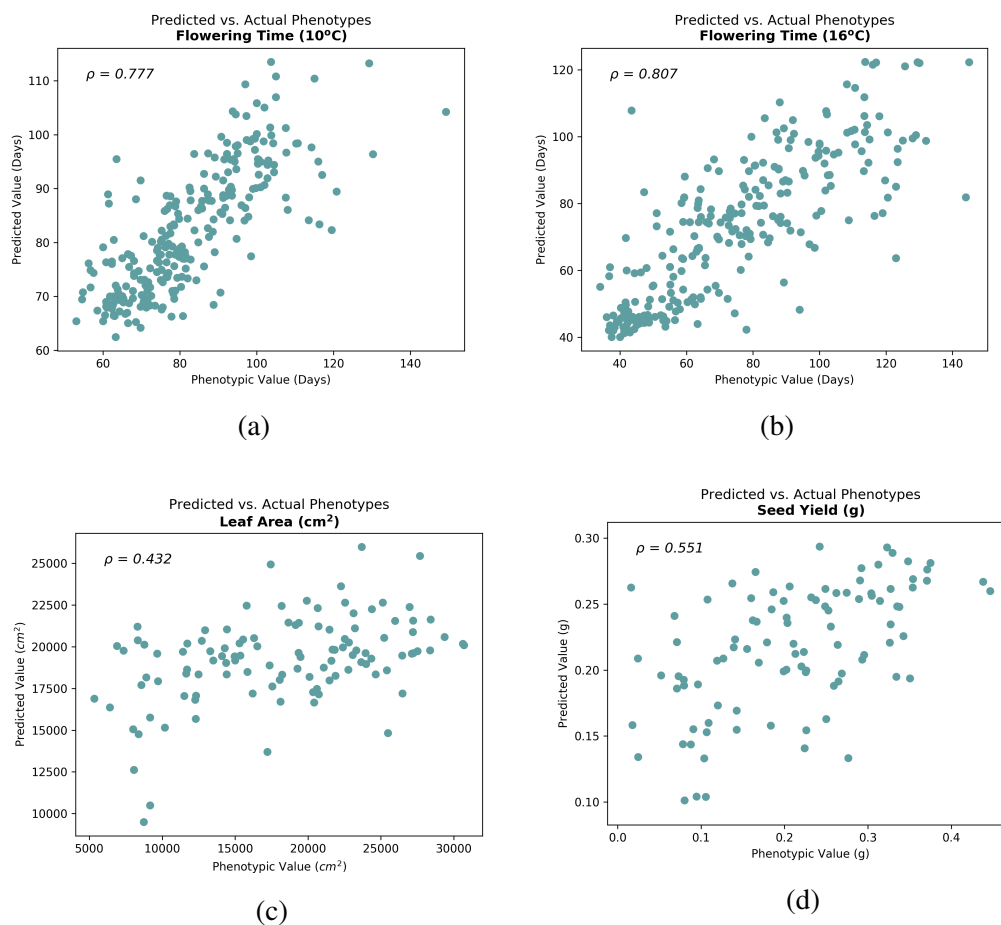 Predicted vs. Actual Phenotypes
Flowering Time (10°C)
ρ = 0.777
Predicted Value (Days)
110
100
90
80
70
60
60 80 100 120 140
Phenotypic Value (Days)
(a)
Predicted vs. Actual Phenotypes
Flowering Time (16°C)
ρ = 0.807
Predicted Value (Days)
120
100
80
60
40
40 60 80 100 120 140
Phenotypic Value (Days)
(b)
Predicted vs. Actual Phenotypes
Leaf Area (cm²)
ρ = 0.432
Predicted Value (cm²)
25000
22500
20000
17500
15000
12500
10000
5000 10000 15000 20000 25000 30000
Phenotypic Value (cm²)
(c)
Predicted vs. Actual Phenotypes
Seed Yield (g)
ρ = 0.551
Predicted Value (g)
0.30
0.25
0.20
0.15
0.10
0.0 0.1 0.2 0.3 0.4
Phenotypic Value (g)
(d)